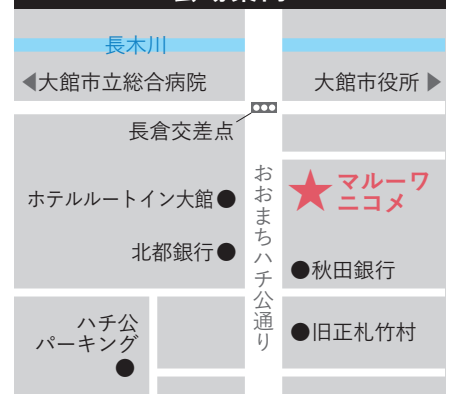 長木川
◀大館市立総合病院
大館市役所▶
長倉交差点
ホテルルートイン大館●
北都銀行●
おおまちハチ公通り
★マルーワ
ニコメ
●秋田銀行
●旧正札竹村
ハチ公
パーキング
●